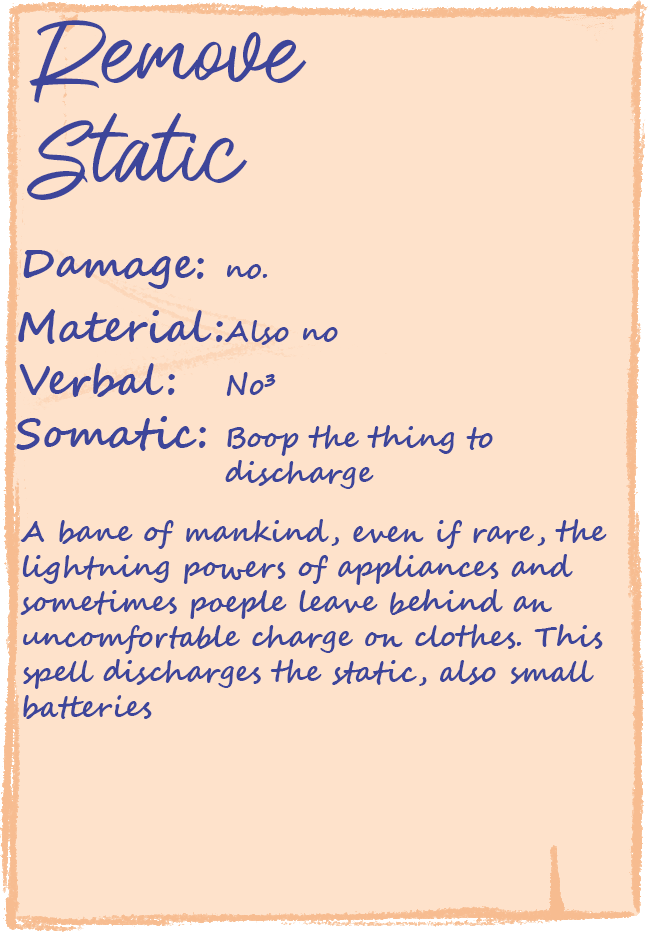 Remove
Static
Damage: no.
Material: Also no
Verbal: No³
Somatic: Boop the thing to
discharge
A bane of mankind, even if rare, the
lightning powers of appliances and
sometimes poeple leave behind an
uncomfortable charge on clothes. This
spell discharges the static, also small
batteries